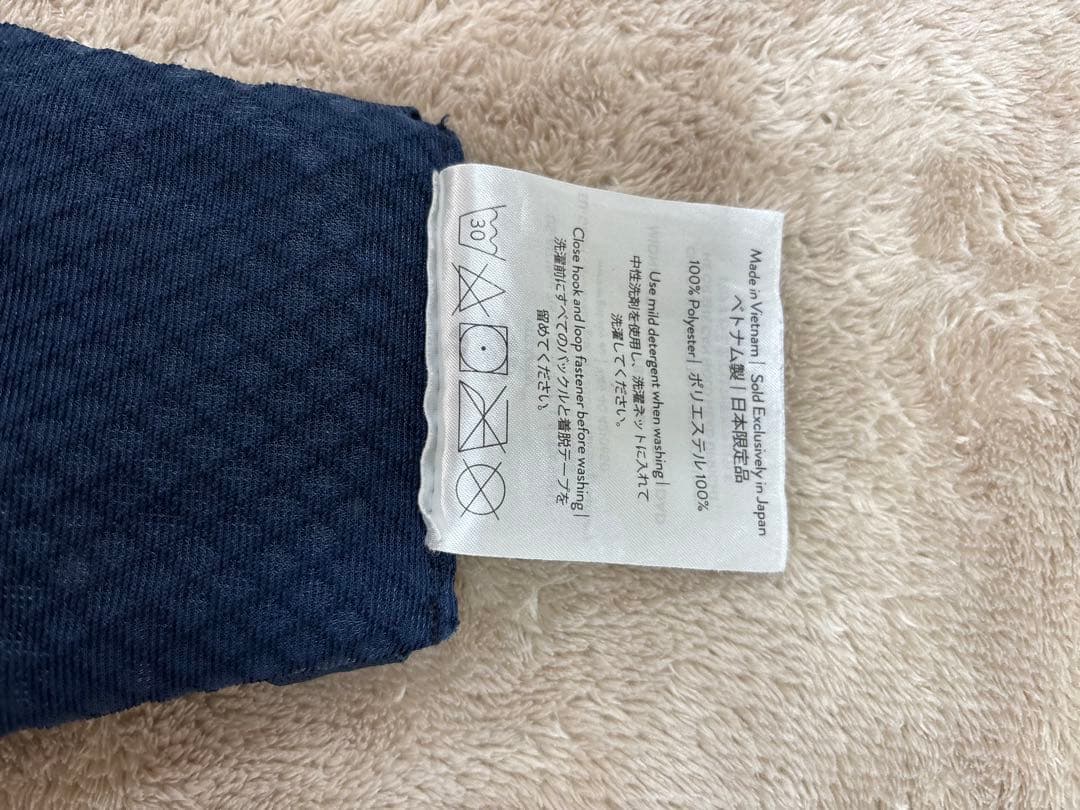 Made in Vietnam | Sold Exclusively in Japan
ベトナム製 | 日本限定品
100% Polyester | ポリエステル100%
Use mild detergent when washing |
中性洗剤を使用し、洗濯ネットに入れて
洗濯してください。
Close hook and loop fastener before washing |
洗濯前にすべてのバックルと着脱テープを
留めてください。
30